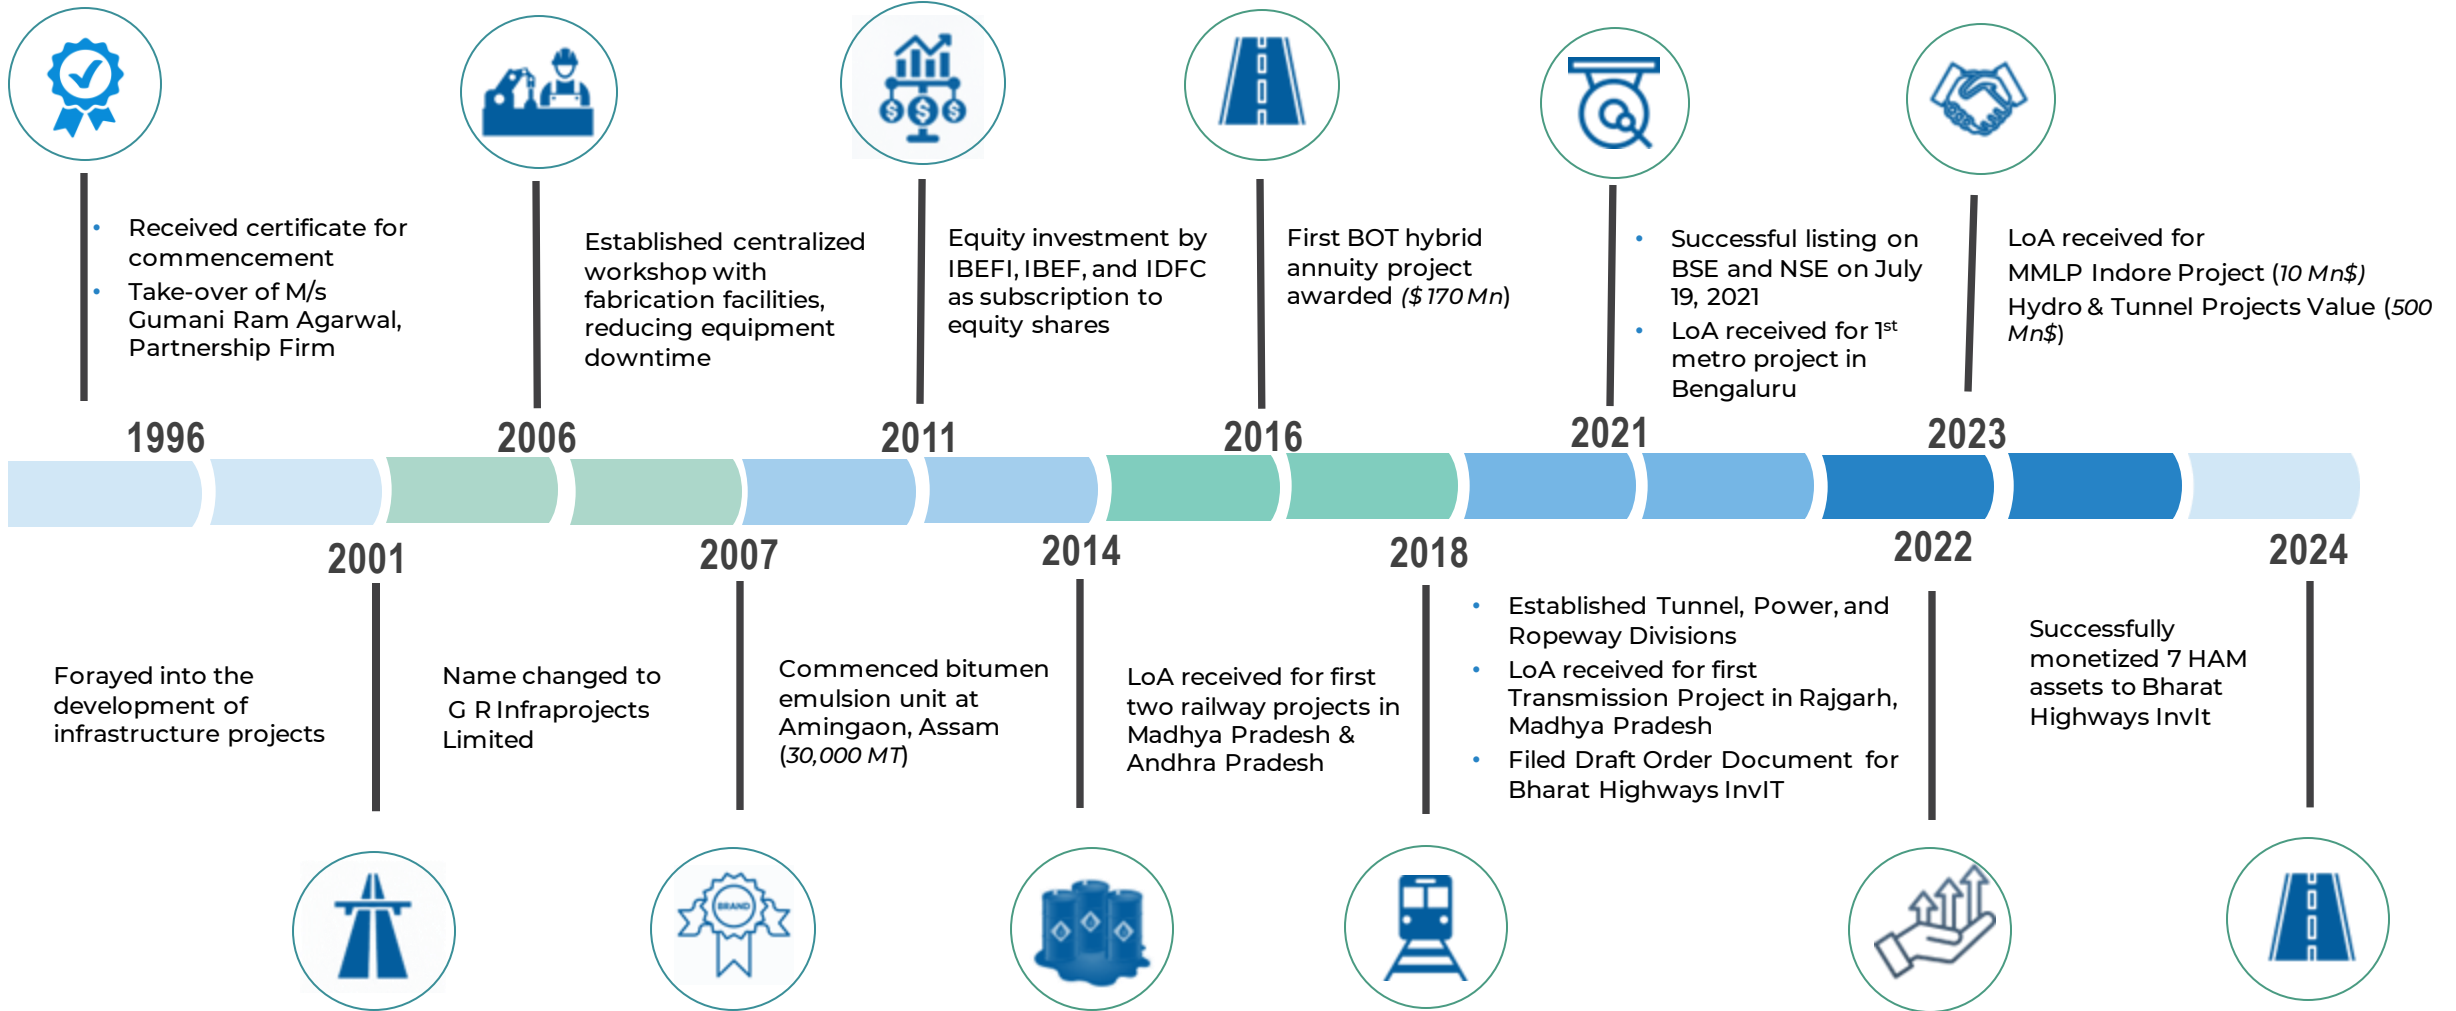 Received certificate for
commencement
Take-over of M/s
Gumani Ram Agarwal,
Partnership Firm
1996
Established centralized
workshop with
fabrication facilities,
reducing equipment
downtime
2006
Equity investment by
IBEFI, IBEF, and IDFC
as subscription to
equity shares
2011
First BOT hybrid
annuity project
awarded ($ 170 Mn)
2016
Successful listing on
BSE and NSE on July
19, 2021
LoA received for 1st
metro project in
Bengaluru
2021
LoA received for
MMLP Indore Project (10 Mn$)
Hydro & Tunnel Projects Value (500
Mn$)
2023
2001
Forayed into the
development of
infrastructure projects
2007
Name changed to
G R Infraprojects
Limited
BRAND
2014
Commenced bitumen
emulsion unit at
Amingaon, Assam
(30,000 MT)
2018
LoA received for first
two railway projects in
Madhya Pradesh &
Andhra Pradesh
2022
Established Tunnel, Power, and
Ropeway Divisions
LoA received for first
Transmission Project in Rajgarh,
Madhya Pradesh
Filed Draft Order Document for
Bharat Highways InvIT
2024
Successfully
monetized 7 HAM
assets to Bharat
Highways InvIt